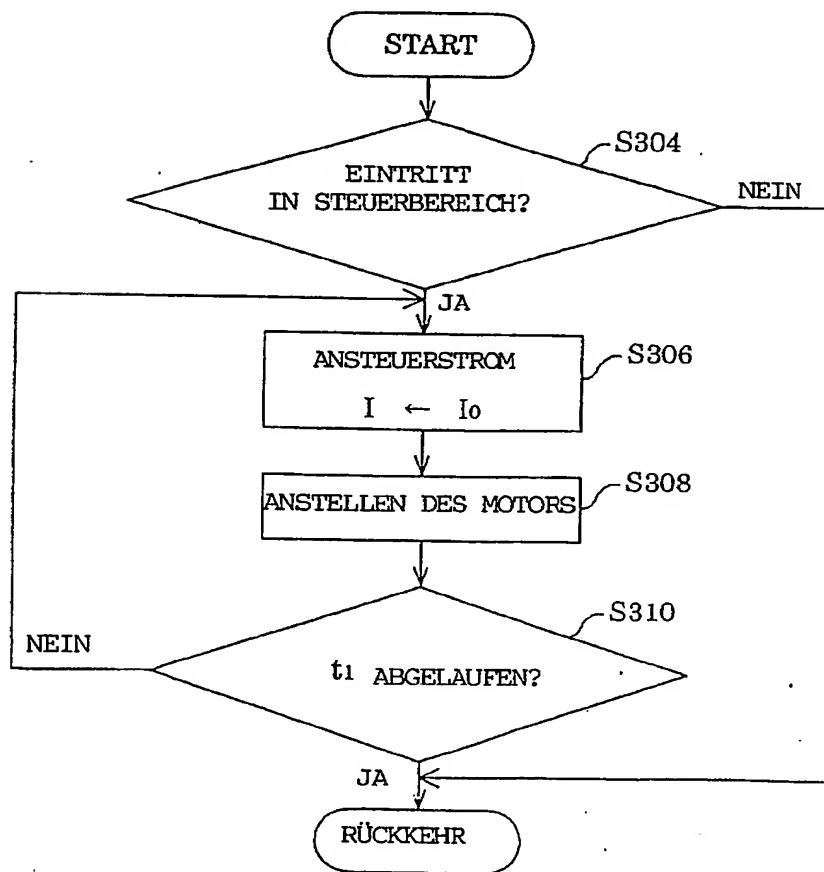 START
S304
EINTRITT
IN STEUERBEREICH?
NEIN
JA
ANSTEUERSTROM
I ← Io
S306
ANSTELLEN DES MOTORS
S308
S310
NEIN
t1 ABGELAUFEN?
JA
RÜCKKEHR